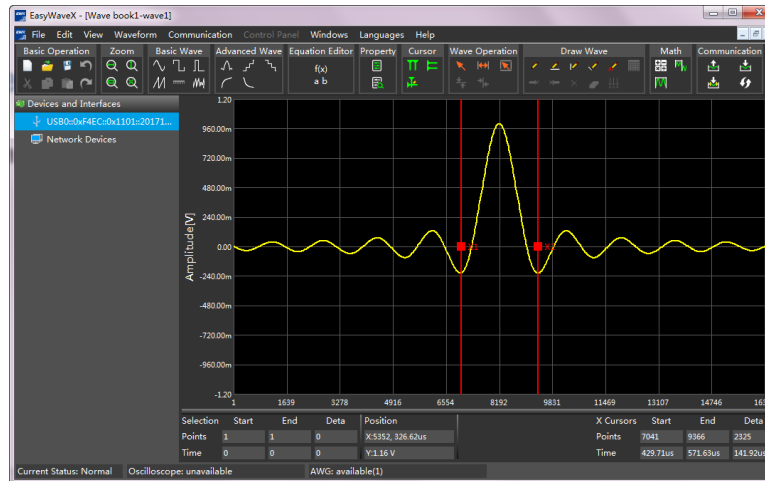 EasyWaveX - [Wave book1-wave1]
File Edit View Waveform Communication Control Panel Windows Languages Help
Basic Operation Zoom Basic Wave Advanced Wave Equation Editor Property Cursor Wave Operation Draw Wave Math Communication
f(x)
a b
Devices and Interfaces
USB0::0xF4EC::0x1101::20171...
Network Devices
Amplitude[V]
1.20
960.00m
720.00m
480.00m
240.00m
0.00
-240.00m
-480.00m
-720.00m
-960.00m
-1.20
1 1639 3278 4916 6554 8192 9831 11469 13107 14746 163
Selection Start End Deta Position X Cursors Start End Deta
Points 1 1 0 X:5352, 326.62us Points 7041 9366 2325
Time 0 0 0 Y:1.16 V Time 429.71us 571.63us 141.92us
Current Status: Normal Oscilloscope: unavailable AWG: available(1)